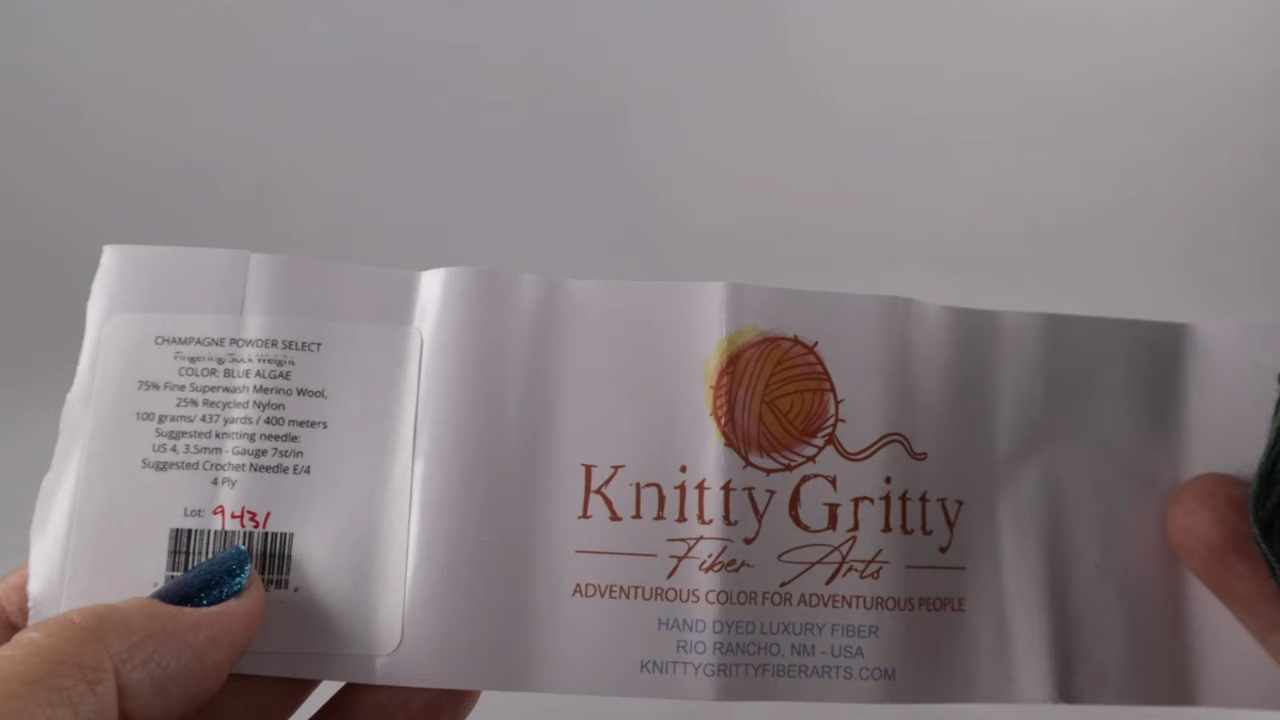 CHAMPAGNE POWDER SELECT
Fingering/Sock Weight
COLOR: BLUE ALGAE
75% Fine Superwash Merino Wool,
25% Recycled Nylon
100 grams/ 437 yards / 400 meters
Suggested knitting needle:
US 4, 3.5mm - Gauge 7st/in
Suggested Crochet Needle E/4
4 Ply
Lot: 9431
Knitty Gritty
Fiber Arts
ADVENTUROUS COLOR FOR ADVENTUROUS PEOPLE
HAND DYED LUXURY FIBER
RIO RANCHO, NM - USA
KNITTYGRITTYFIBERARTS.COM